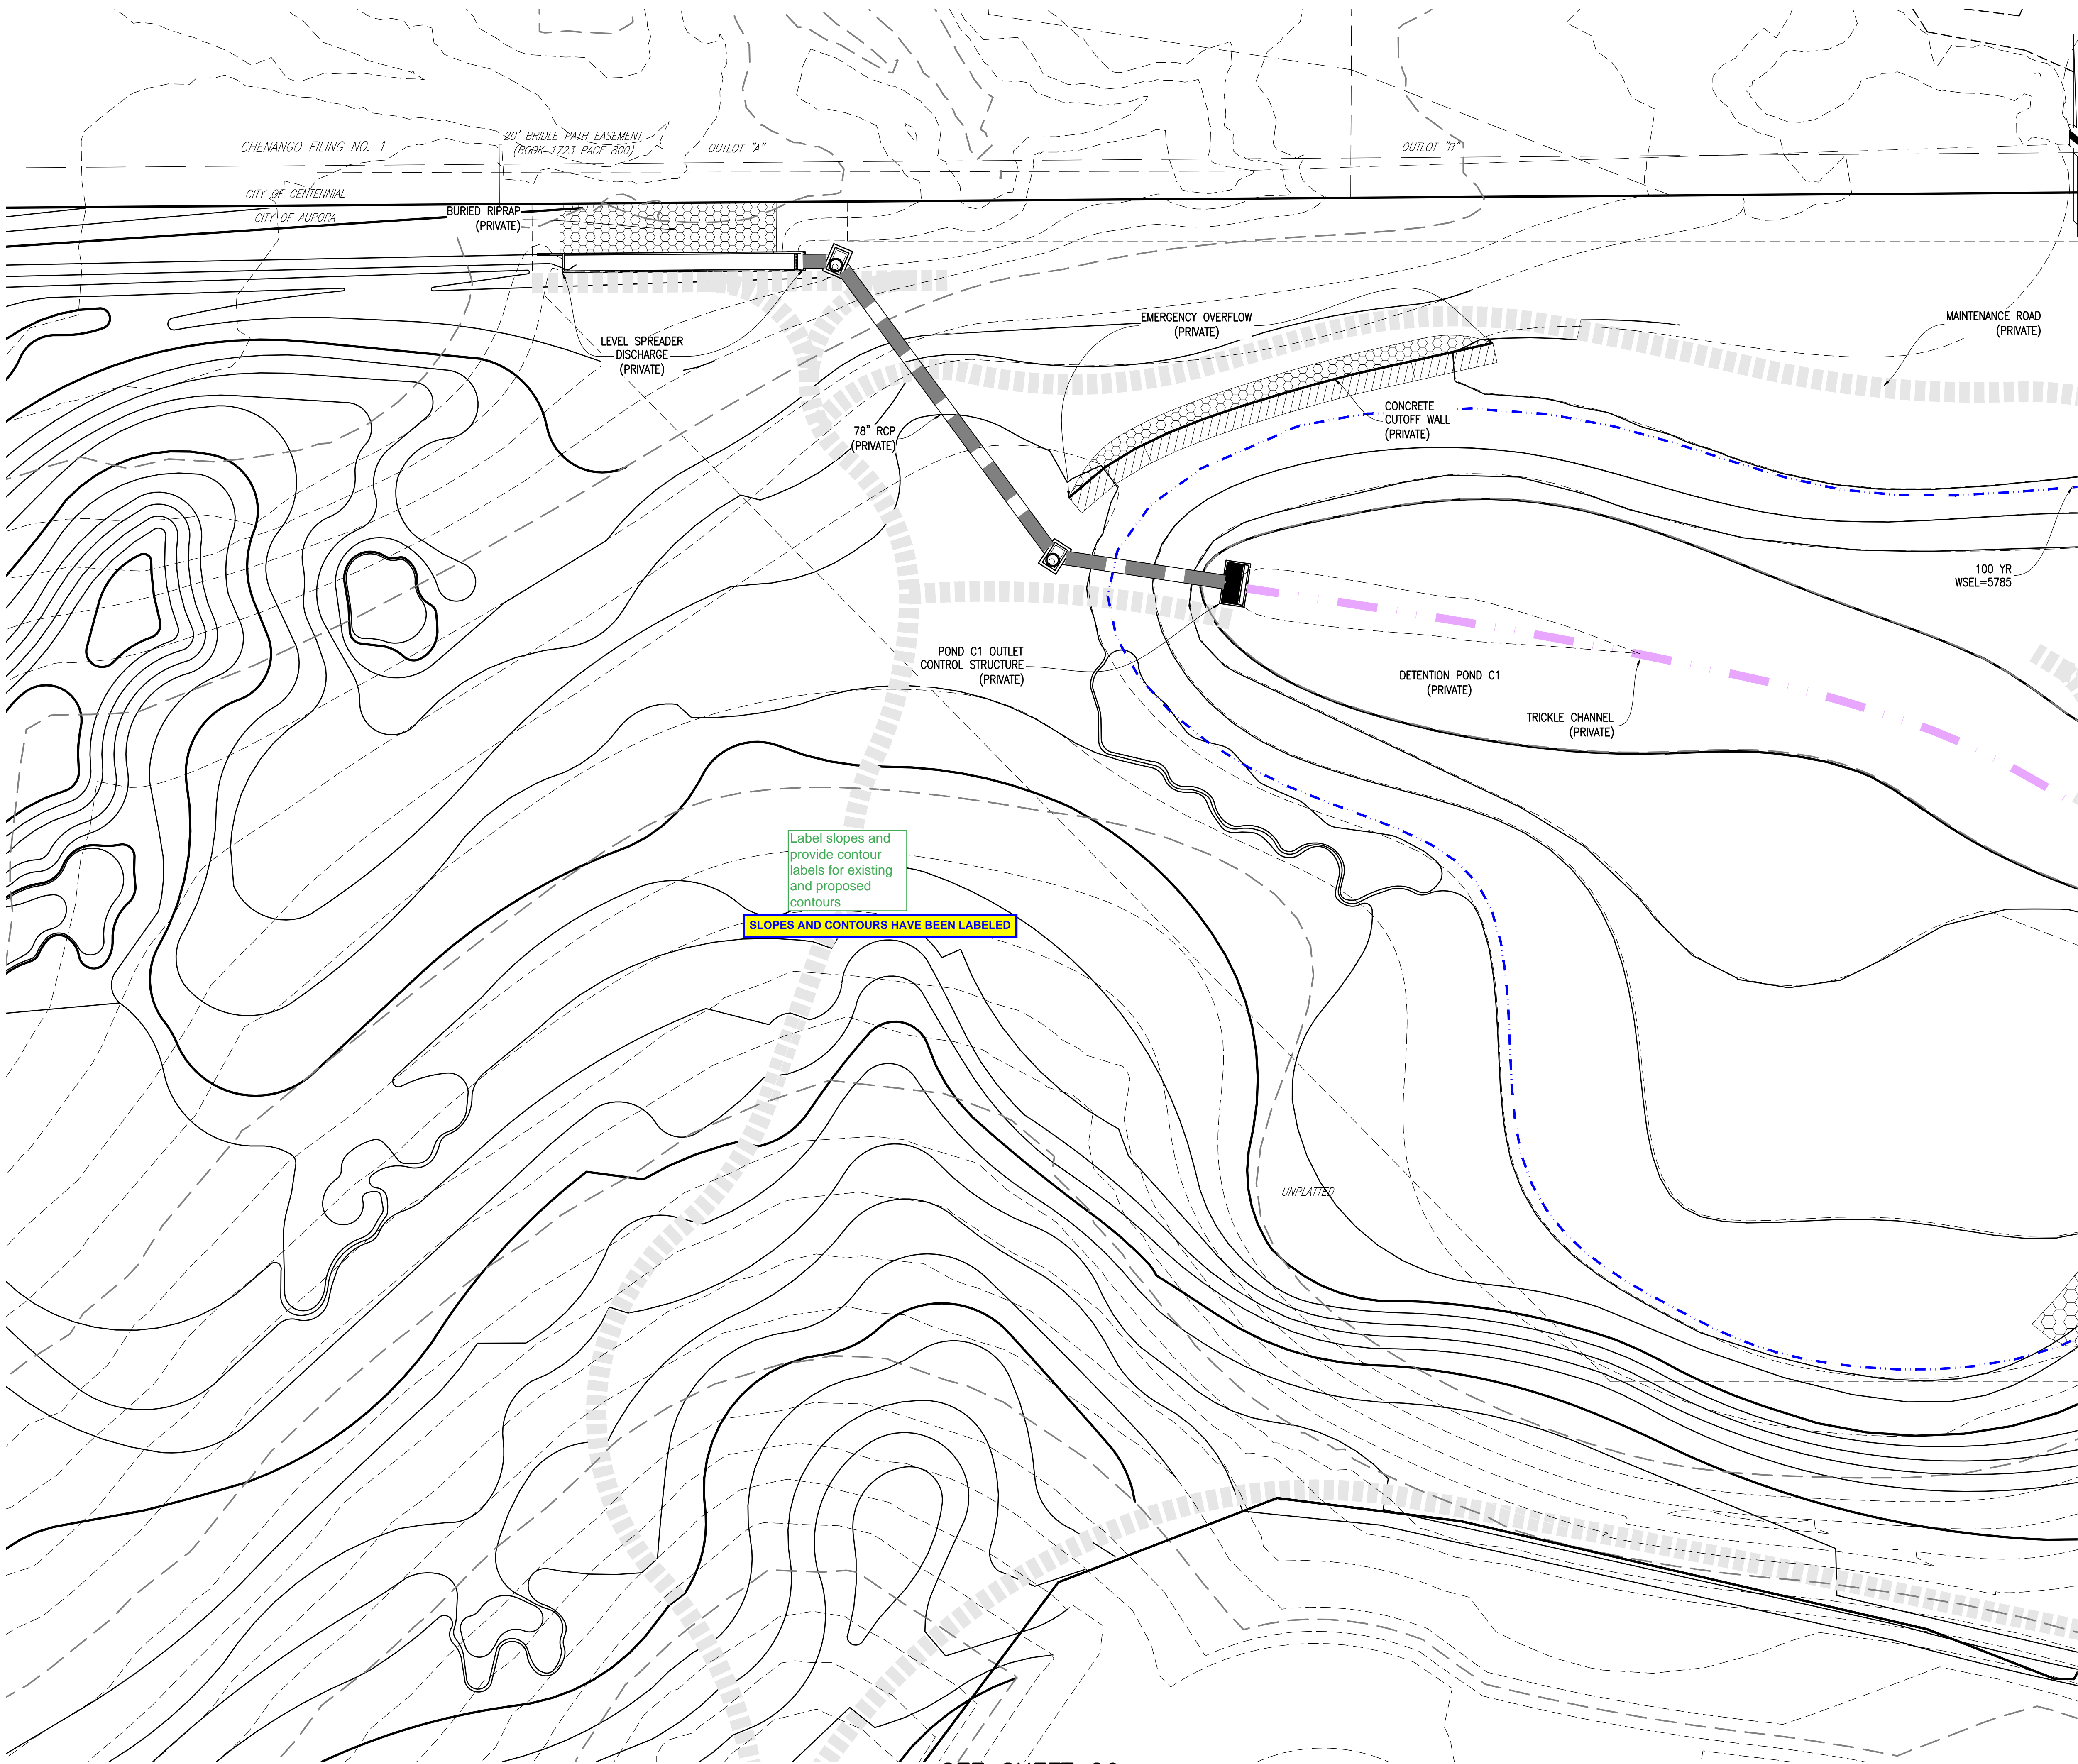 CHENANGO FILING NO. 1
20' BRIDLE PATH EASEMENT
(BOOK 1723 PAGE 800)
OUTLOT "A"
OUTLOT "B"
CITY OF CENTENNIAL
CITY OF AURORA
BURIED RIPRAP
(PRIVATE)
LEVEL SPREADER
DISCHARGE
(PRIVATE)
EMERGENCY OVERFLOW
(PRIVATE)
MAINTENANCE ROAD
(PRIVATE)
78" RCP
(PRIVATE)
CONCRETE
CUTOFF WALL
(PRIVATE)
100 YR
WSEL=5785
POND C1 OUTLET
CONTROL STRUCTURE
(PRIVATE)
DETENTION POND C1
(PRIVATE)
TRICKLE CHANNEL
(PRIVATE)
Label slopes and
provide contour
labels for existing
and proposed
contours
SLOPES AND CONTOURS HAVE BEEN LABELED
UNPLATTED